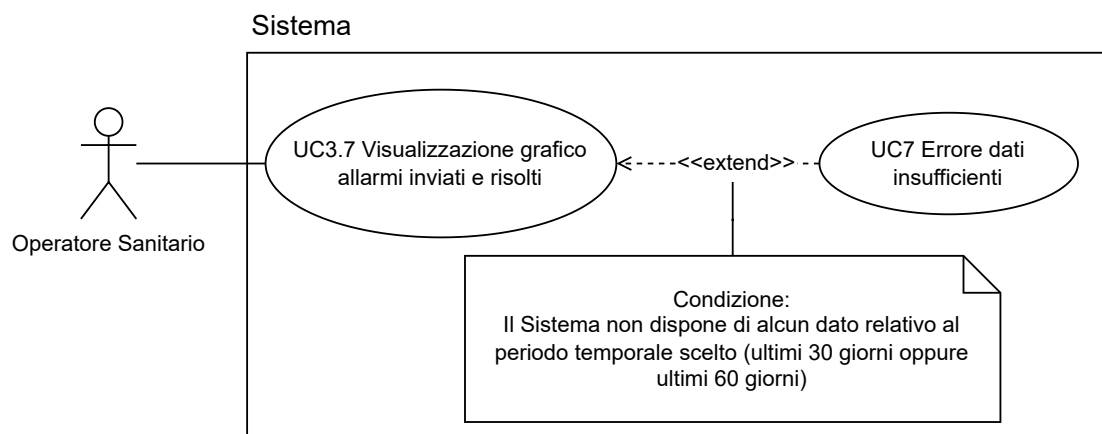 Sistema
UC3.7 Visualizzazione grafico
allarmi inviati e risolti
<<extend>>
UC7 Errore dati
insufficienti
Operatore Sanitario
Condizione:
Il Sistema non dispone di alcun dato relativo al
periodo temporale scelto (ultimi 30 giorni oppure
ultimi 60 giorni)